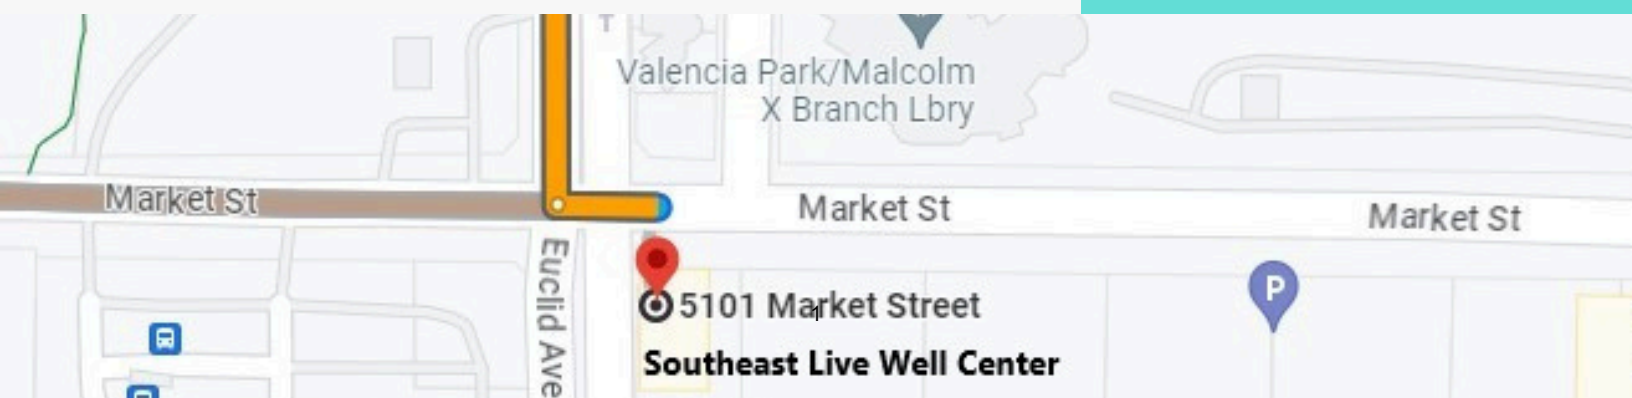 T
Valencia Park/Malcolm
X Branch Lbry
Market St
Market St
Market St
Euclid Ave
P
5101 Market Street
Southeast Live Well Center